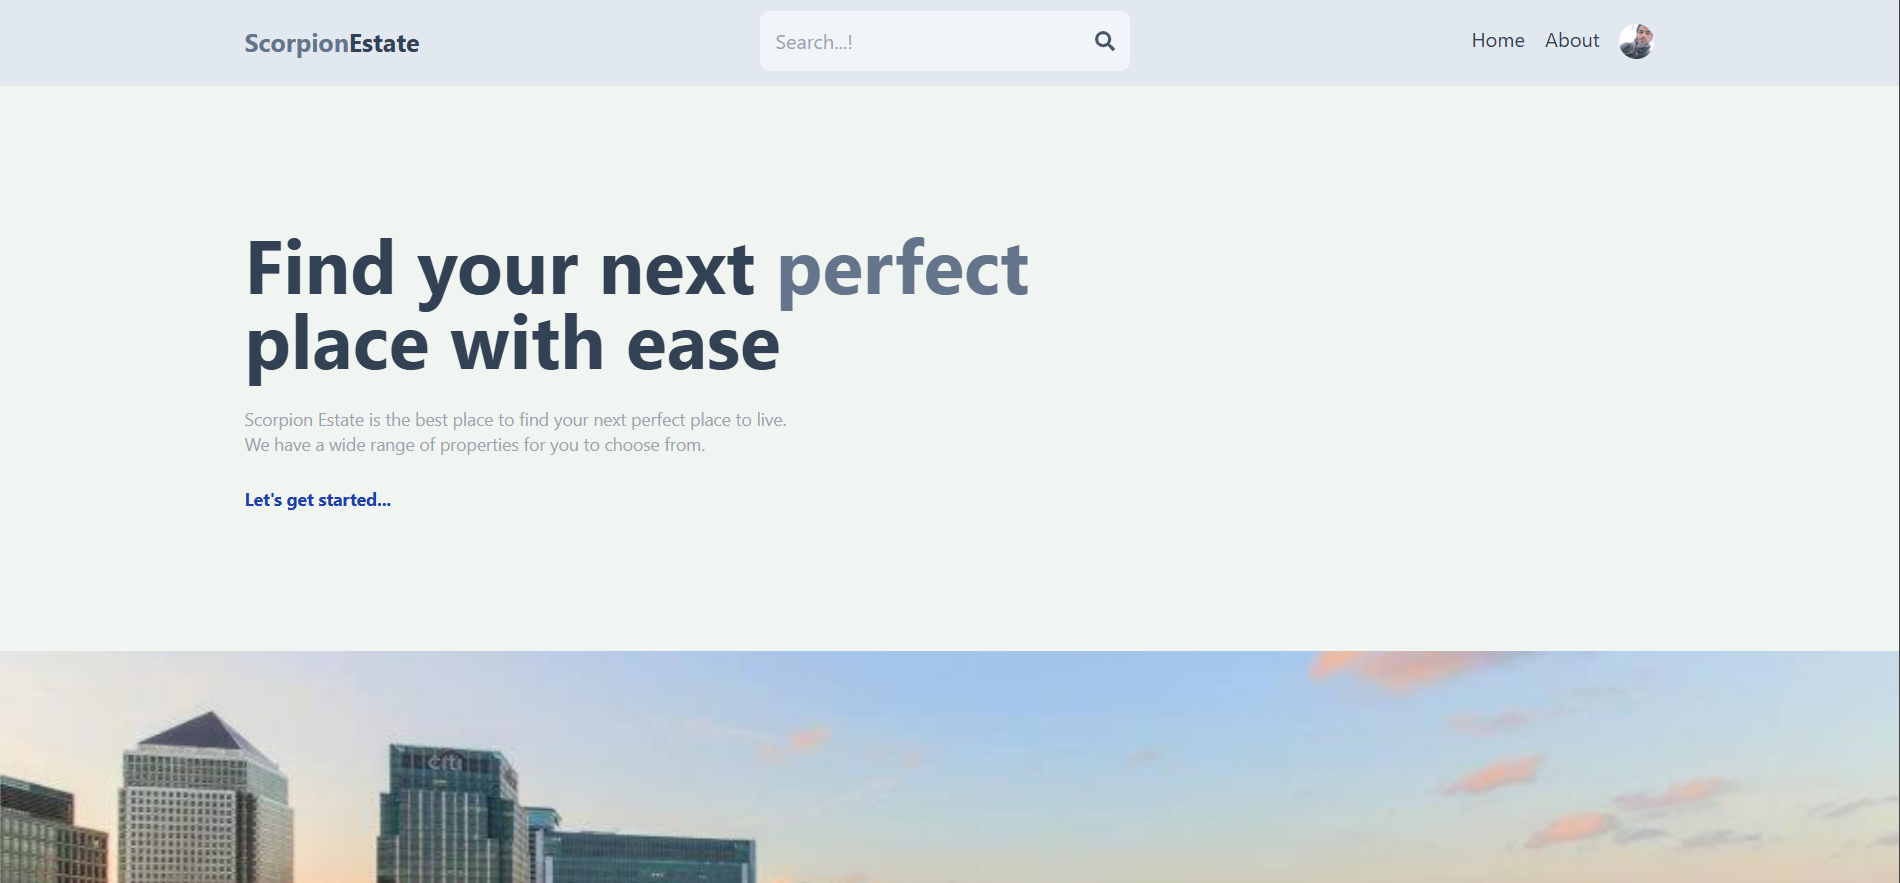 ScorpionEstate
Search...!
Home
About
Find your next perfect
place with ease
Scorpion Estate is the best place to find your next perfect place to live.
We have a wide range of properties for you to choose from.
Let's get started...
citi